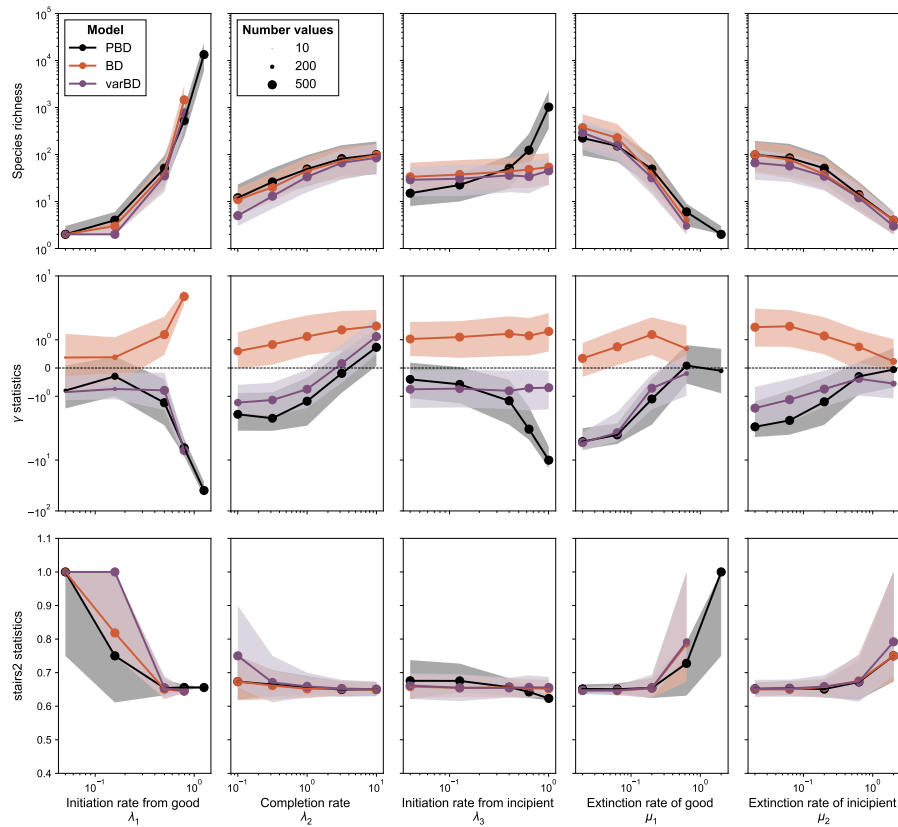 Model
PBD
BD
varBD
Number values
10
200
500
Species richness
10^5
10^4
10^3
10^2
10^1
10^0
γ statistics
10^1
10^0
0
−10^0
−10^1
−10^2
stairs2 statistics
1.1
1.0
0.9
0.8
0.7
0.6
0.5
0.4
10^−1 10^0
10^−1 10^0 10^1
10^−1 10^0
10^−1 10^0
10^−1 10^0
Initiation rate from good
λ1
Completion rate
λ2
Initiation rate from incipient
λ3
Extinction rate of good
μ1
Extinction rate of inicipient
μ2